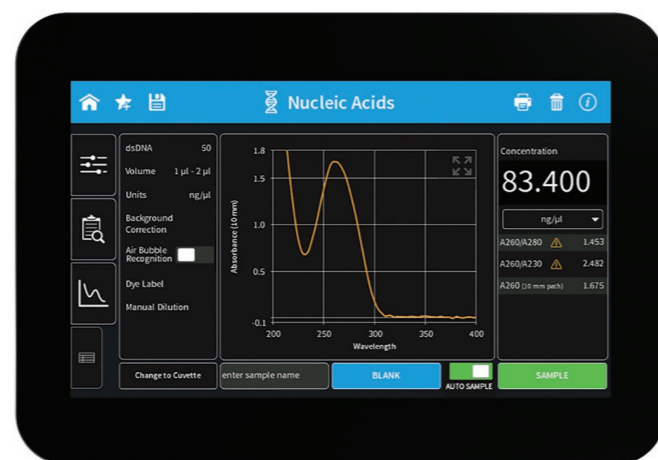 Nucleic Acids
dsDNA 50
Volume 1 µl - 2 µl
Units ng/µl
Background
Correction
Air Bubble
Recognition
Dye Label
Manual Dilution
Absorbance (10 mm)
1.8
1.5
1.0
0.5
-0.1
200 250 300 350 400
Wavelength
Concentration
83.400
ng/µl
A260/A280 1.453
A260/A230 2.482
A260 (10 mm path) 1.675
Change to Cuvette
enter sample name
BLANK
AUTO SAMPLE
SAMPLE